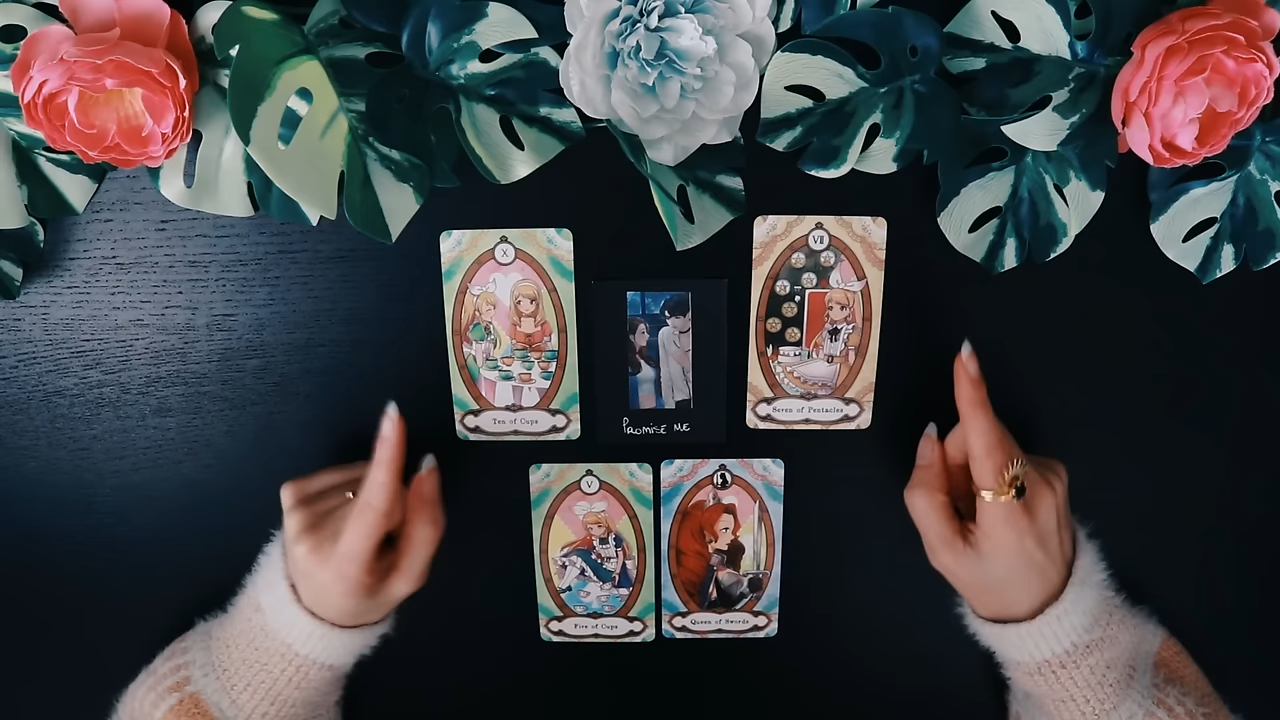 X
Ten of Cups
PROMISE ME
VII
Seven of Pentacles
V
Five of Cups
Queen of Swords